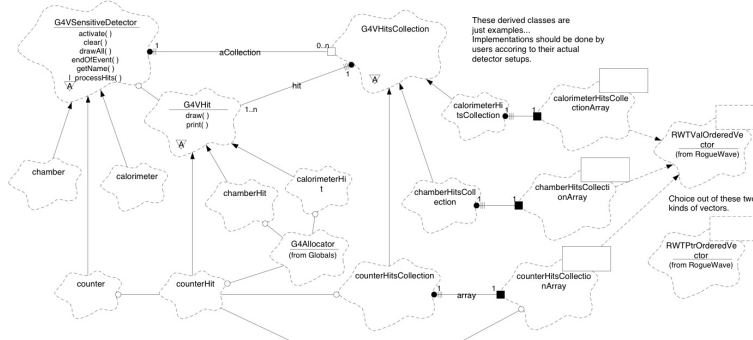 G4VSensitiveDetector
activate( )
clear( )
drawAll( )
endOfEvent( )
getName( )
processHits( )
A
1
aCollection
0..n
G4VHitsCollection
A
These derived classes are
just examples...
Implementations should be done by
users accoring to their actual
detector setups.
hit
1
1..n
G4VHit
draw( )
print( )
A
calorimeterHi
tsCollection
1
1
calorimeterHitsColle
ctionArray
RWTValOrderedVe
ctor
(from RogueWave)
chamber
calorimeter
chamberHit
calorimeterHi
t
chamberHitsColl
ection
1
1
chamberHitsCollecti
onArray
Choice out of these two
kinds of vectors.
G4Allocator
(from Globals)
RWTPtrOrderedVe
ctor
(from RogueWave)
counter
counterHit
counterHitsCollection
1
array
1
counterHitsCollectio
nArray